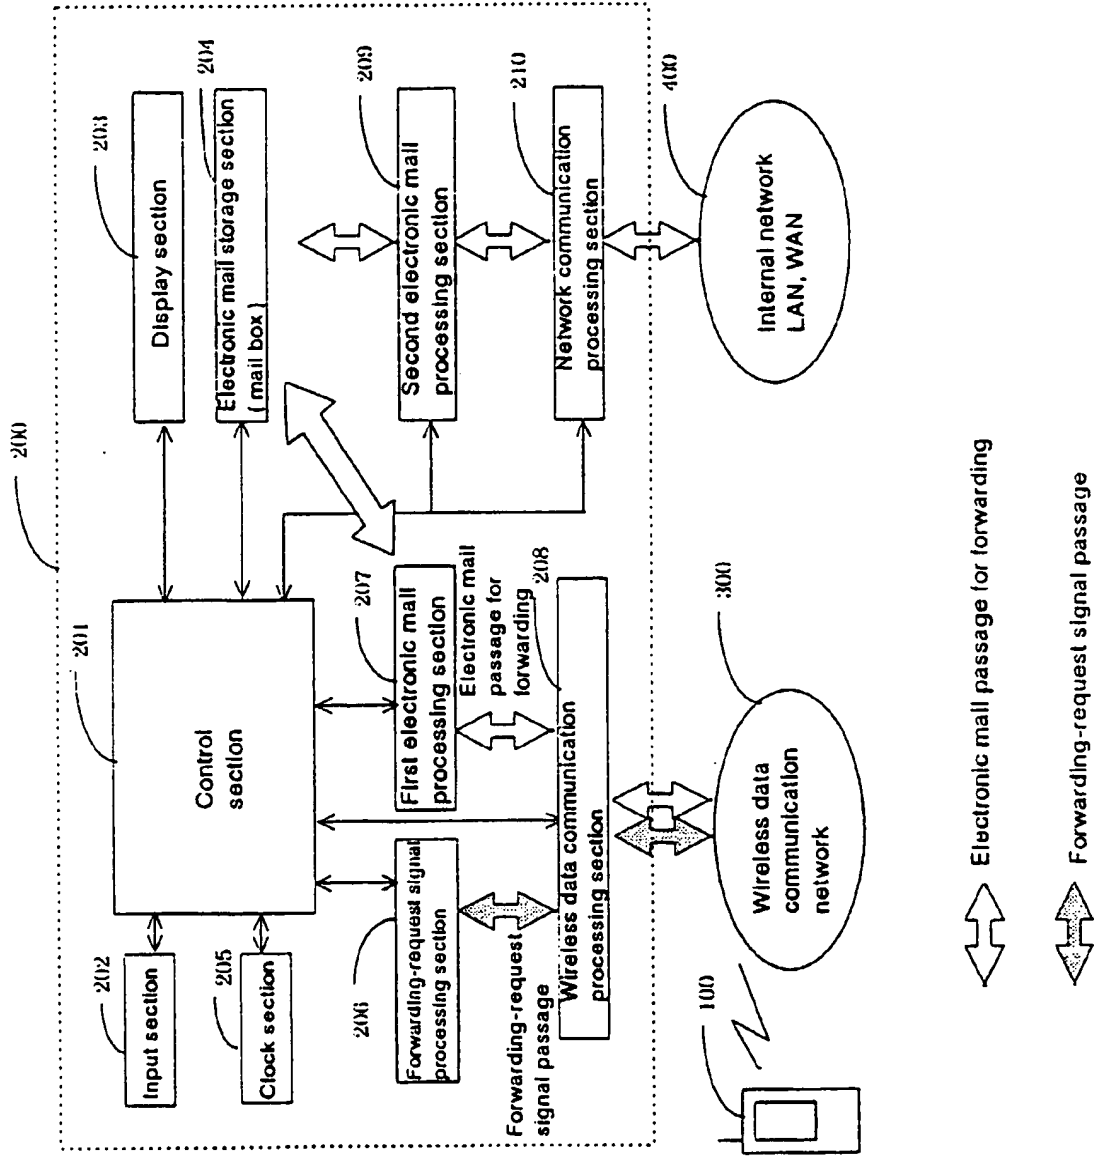 200
201
Control
section
202
Input section
205
Clock section
203
Display section
204
Electronic mail storage section
( mail box )
206
Forwarding-request signal
processing section
207
First electronic mail
processing section
209
Second electronic mail
processing section
Electronic mail
passage for
forwarding
Forwarding-request
signal passage
208
Wireless data communication
processing section
210
Network communication
processing section
100
300
Wireless data
communication
network
400
Internal network
LAN, WAN
Electronic mail passage for forwarding
Forwarding-request signal passage